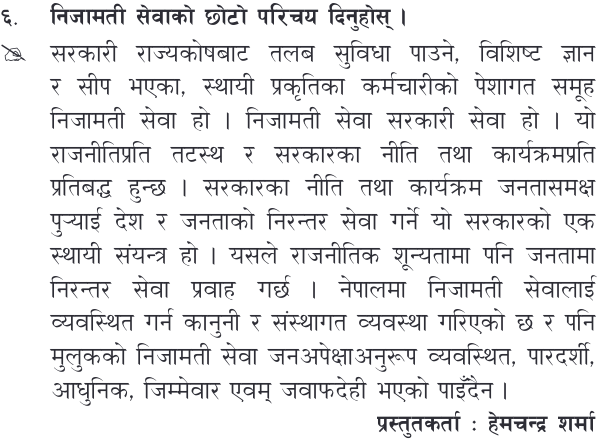 ६. निजामती सेवाको छोटो परिचय दिनुहोस् ।
सरकारी राज्यकोषबाट तलब सुविधा पाउने, विशिष्ट ज्ञान
र सीप भएका, स्थायी प्रकृतिका कर्मचारीको पेशागत समूह
निजामती सेवा हो । निजामती सेवा सरकारी सेवा हो । यो
राजनीतिप्रति तटस्थ र सरकारका नीति तथा कार्यक्रमप्रति
प्रतिबद्ध हुन्छ । सरकारका नीति तथा कार्यक्रम जनतासमक्ष
पुऱ्याई देश र जनताको निरन्तर सेवा गर्ने यो सरकारको एक
स्थायी संयन्त्र हो । यसले राजनीतिक शून्यतामा पनि जनतामा
निरन्तर सेवा प्रवाह गर्छ । नेपालमा निजामती सेवालाई
व्यवस्थित गर्न कानुनी र संस्थागत व्यवस्था गरिएको छ र पनि
मुलुकको निजामती सेवा जनअपेक्षाअनुरूप व्यवस्थित, पारदर्शी,
आधुनिक, जिम्मेवार एवम् जवाफदेही भएको पाइँदैन ।
प्रस्तुतकर्ता : हेमचन्द्र शर्मा